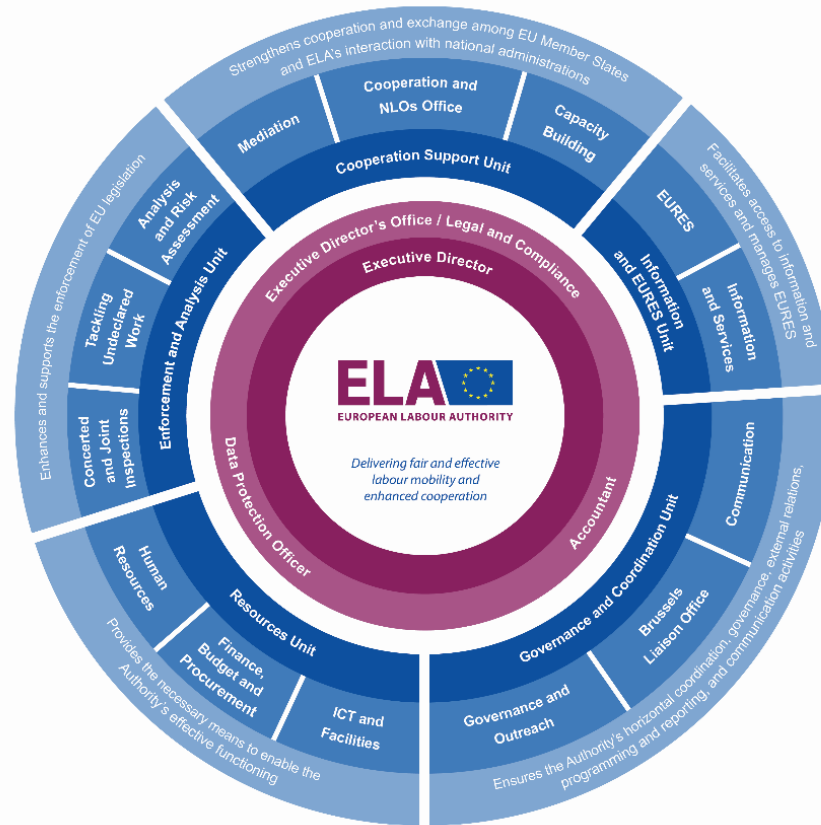 Strengthens cooperation and exchange among EU Member States
and ELA's interaction with national administrations
Mediation
Cooperation and
NLOs Office
Capacity
Building
Cooperation Support Unit
Facilitates access to information and
services and manages EURES
EURES
Information
and Services
Information
and EURES Unit
Ensures the Authority's horizontal coordination, governance, external relations,
programming and reporting, and communication activities
Communication
Brussels
Liaison Office
Governance and
Outreach
Governance and Coordination Unit
Provides the necessary means to enable the
Authority's effective functioning
Human
Resources
Finance,
Budget and
Procurement
ICT and
Facilities
Resources Unit
Enhances and supports the enforcement of EU legislation
Analysis
and Risk
Assessment
Tackling
Undeclared
Work
Concerted
and Joint
Inspections
Enforcement and Analysis Unit
Executive Director's Office / Legal and Compliance
Executive Director
Data Protection Officer
Accountant
ELA
EUROPEAN LABOUR AUTHORITY
Delivering fair and effective
labour mobility and
enhanced cooperation